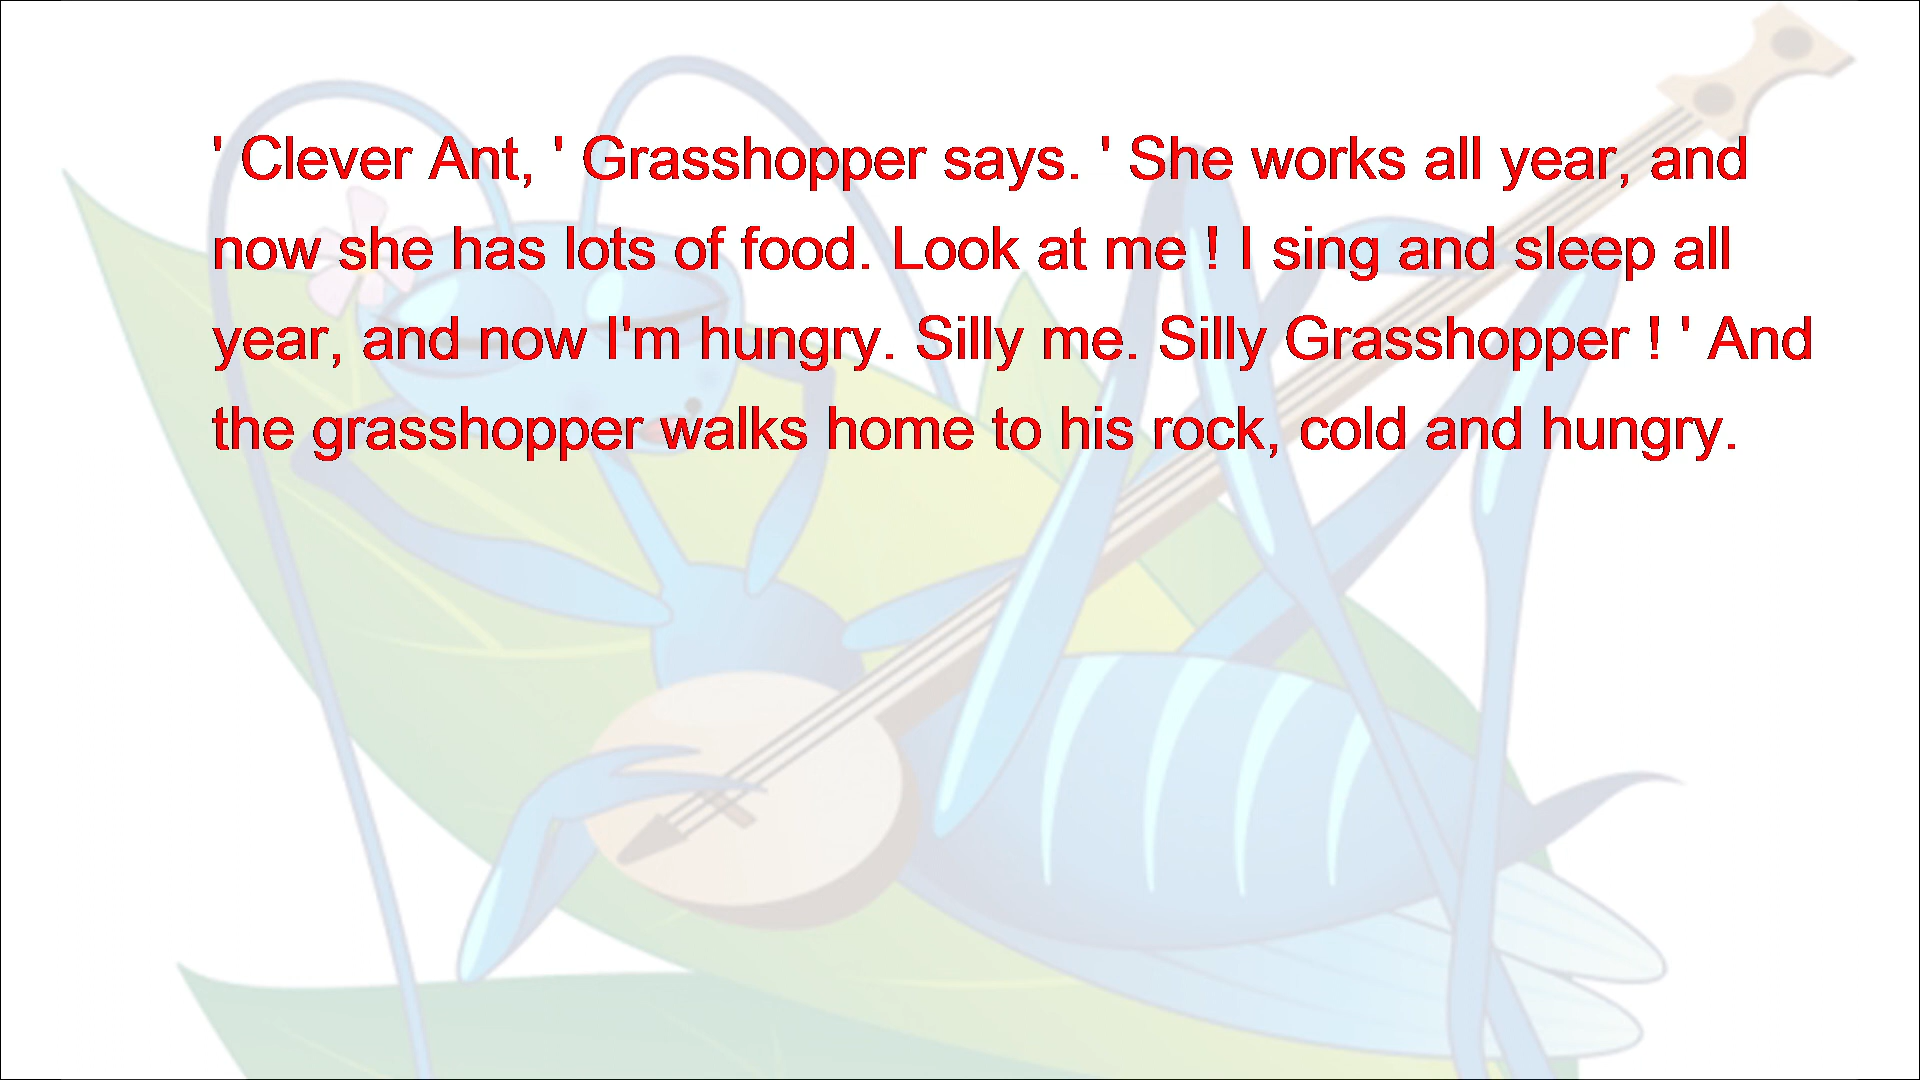 ' Clever Ant, ' Grasshopper says. ' She works all year, and
now she has lots of food. Look at me ! I sing and sleep all
year, and now I'm hungry. Silly me. Silly Grasshopper ! ' And
the grasshopper walks home to his rock, cold and hungry.